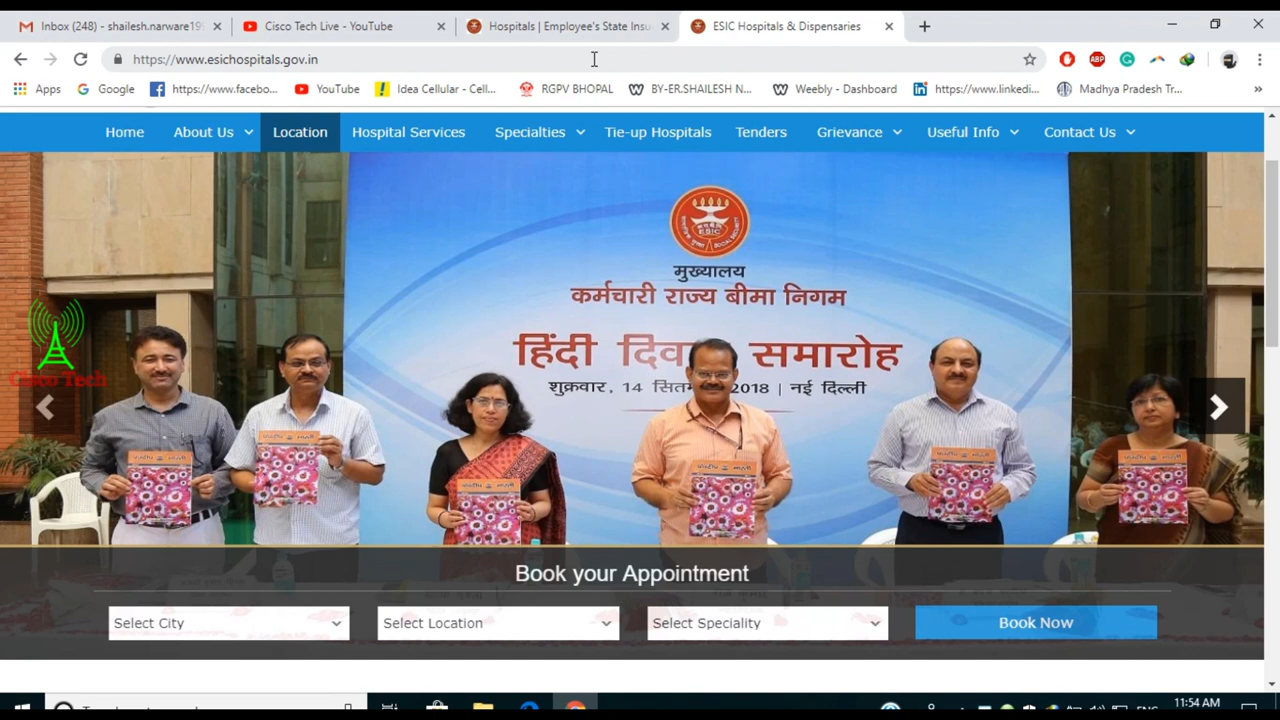 Inbox (248) - shailesh.narware199
Cisco Tech Live - YouTube
Hospitals | Employee's State Insu
ESIC Hospitals & Dispensaries
https://www.esichospitals.gov.in
Apps
Google
https://www.facebo...
YouTube
Idea Cellular - Cell...
RGPV BHOPAL
BY-ER.SHAILESH N...
Weebly - Dashboard
https://www.linkedi...
Madhya Pradesh Tr...
Home
About Us
Location
Hospital Services
Specialties
Tie-up Hospitals
Tenders
Grievance
Useful Info
Contact Us
ESIC
मुख्यालय
कर्मचारी राज्य बीमा निगम
हिंदी दिवस समारोह
शुक्रवार, 14 सित 2018 | नई दिल्ली
Cisco Tech
Book your Appointment
Select City
Select Location
Select Speciality
Book Now
11:54 AM